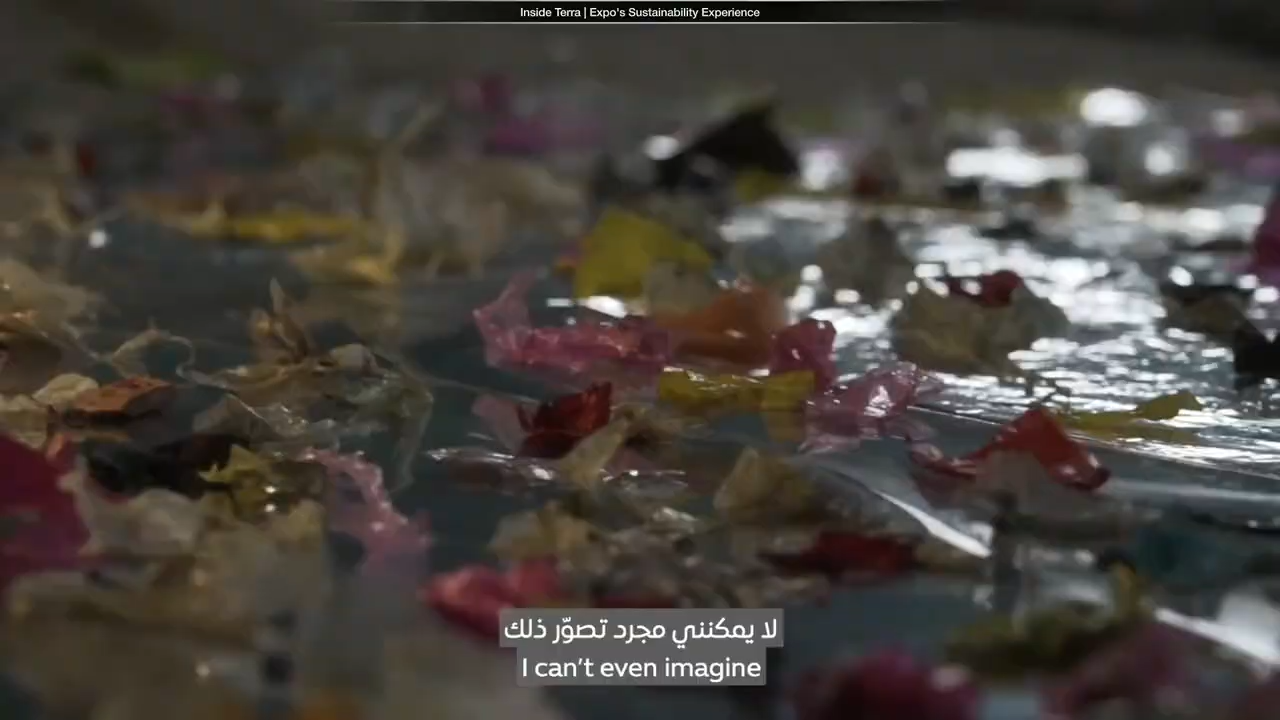 Inside Terra | Expo's Sustainability Experience
لا يمكنني مجرد تصوّر ذلك
I can't even imagine